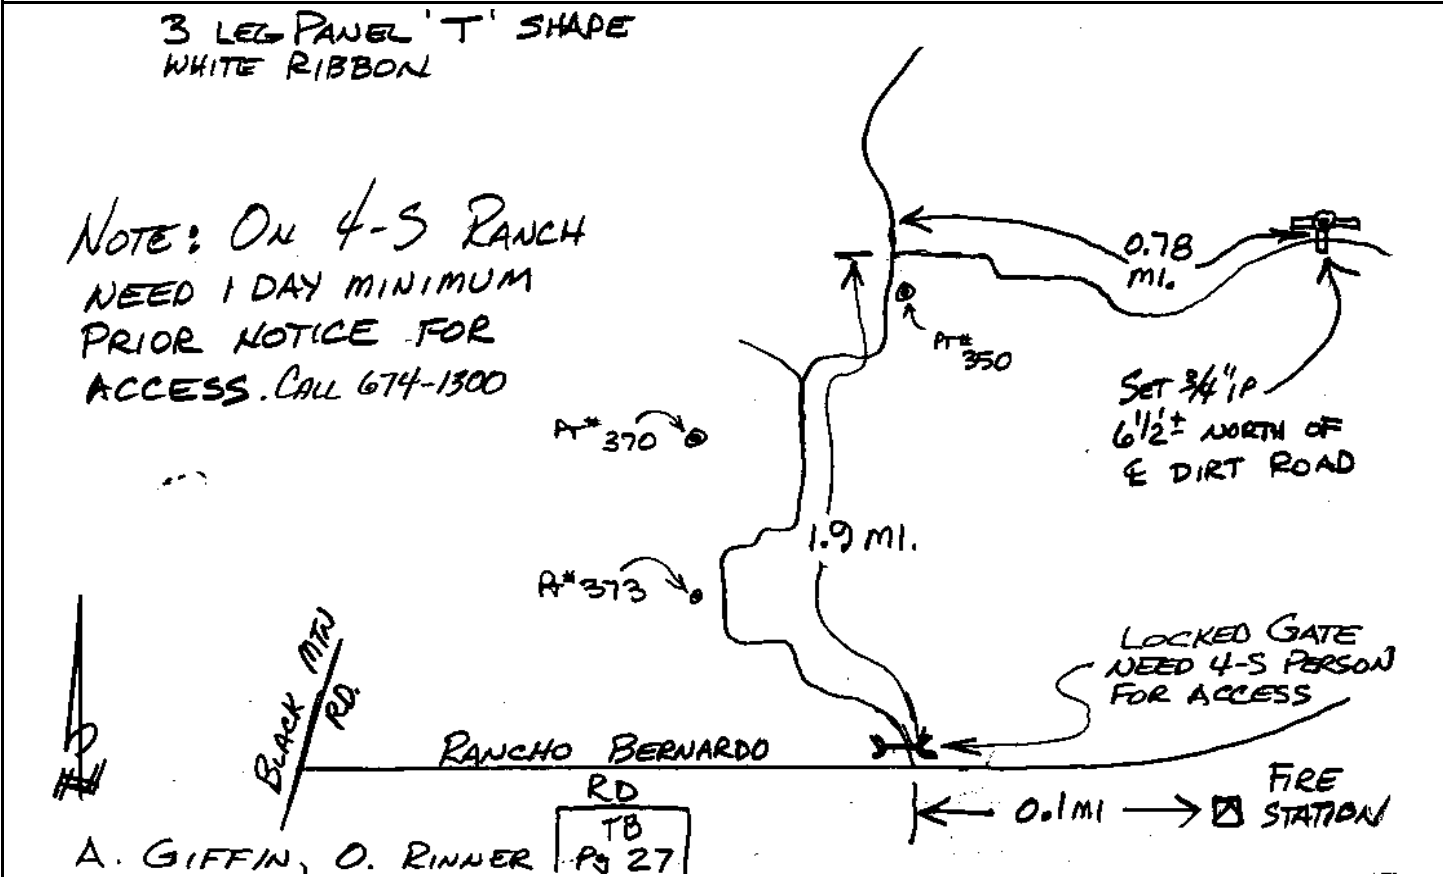 3 LEG PANEL 'T' SHAPE
WHITE RIBBON
NOTE: ON 4-S RANCH
NEED 1 DAY MINIMUM
PRIOR NOTICE FOR
ACCESS. CALL 674-1300
0.78
MI.
PT# 350
SET 3/4" IP
6 1/2' ± NORTH OF
℄ DIRT ROAD
PT# 370
1.9 MI.
PT# 373
LOCKED GATE
NEED 4-S PERSON
FOR ACCESS
BLACK MTN
RD.
RANCHO BERNARDO
RD
TB
Pg 27
0.1 MI
FIRE
STATION
A. GIFFIN, O. RINNER